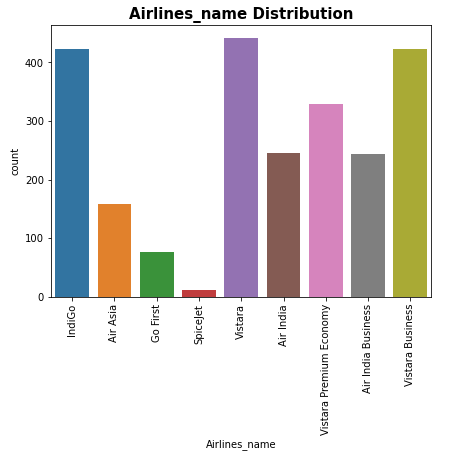 Airlines_name Distribution
count
400
300
200
100
0
IndiGo
Air Asia
Go First
SpiceJet
Vistara
Air India
Vistara Premium Economy
Air India Business
Vistara Business
Airlines_name